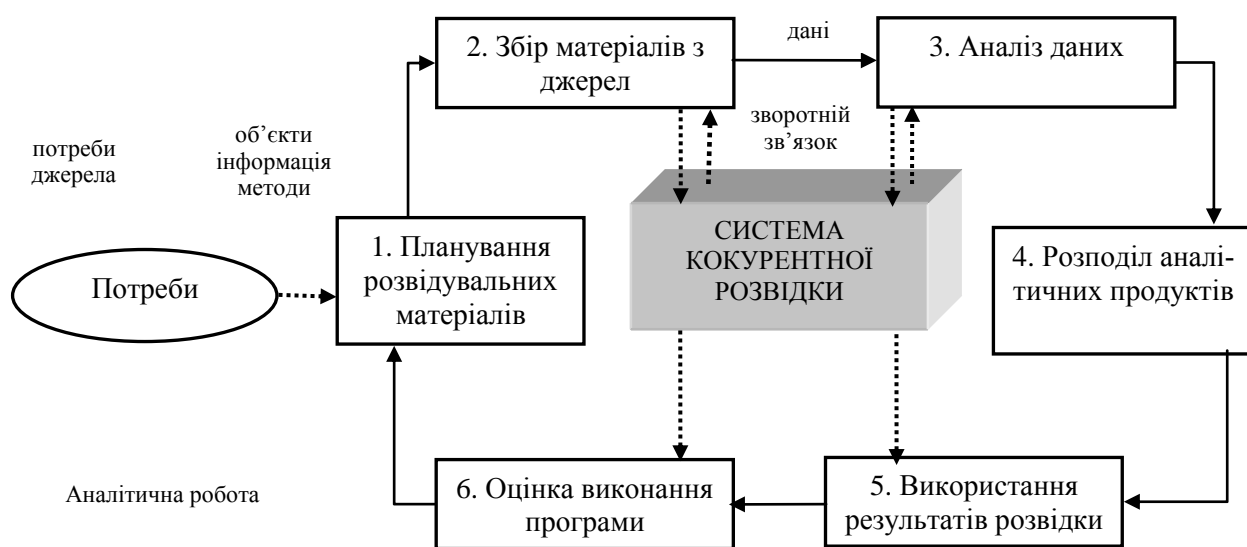 2. Збір матеріалів з
джерел
дані
3. Аналіз даних
зворотній
зв’язок
об’єкти
інформація
методи
потреби
джерела
СИСТЕМА
КОКУРЕНТНОЇ
РОЗВІДКИ
1. Планування
розвідувальних
матеріалів
Потреби
4. Розподіл аналі-
тичних продуктів
Аналітична робота
6. Оцінка виконання
програми
5. Використання
результатів розвідки